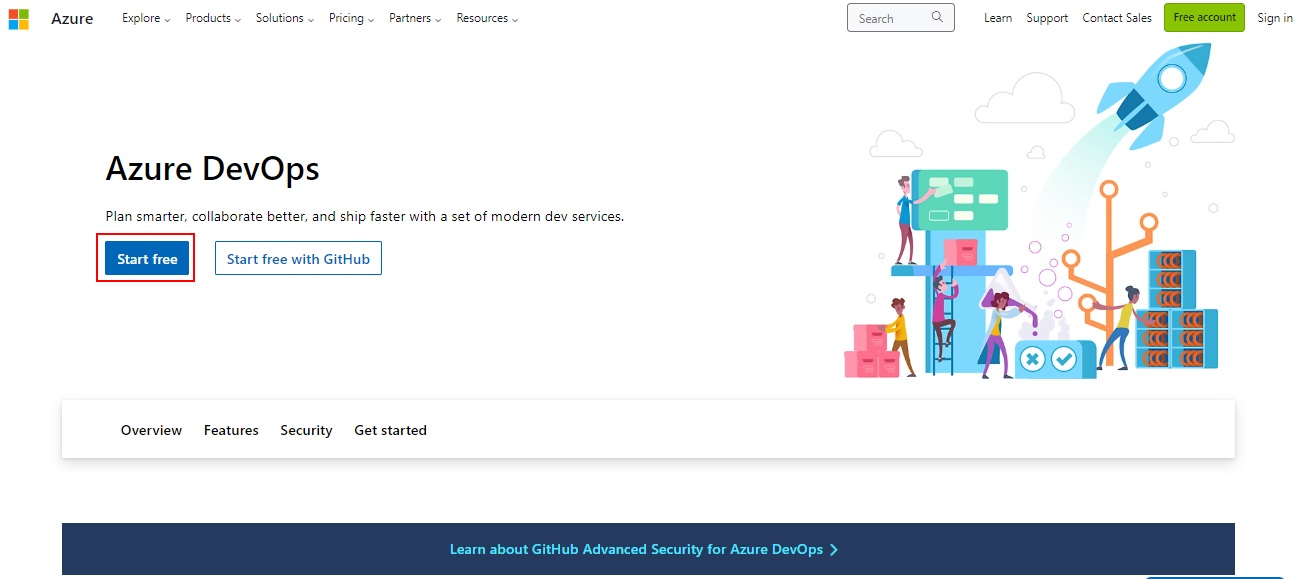 Azure Explore Products Solutions Pricing Partners Resources Search Learn Support Contact Sales Free account Sign in
Azure DevOps
Plan smarter, collaborate better, and ship faster with a set of modern dev services.
Start free Start free with GitHub
Overview Features Security Get started
Learn about GitHub Advanced Security for Azure DevOps